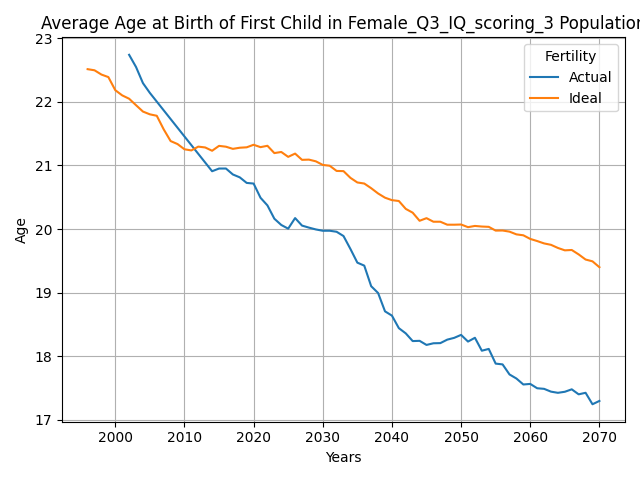 Average Age at Birth of First Child in Female_Q3_IQ_scoring_3 Population
Fertility
Actual
Ideal
23
22
21
20
19
18
17
Age
2000 2010 2020 2030 2040 2050 2060 2070
Years